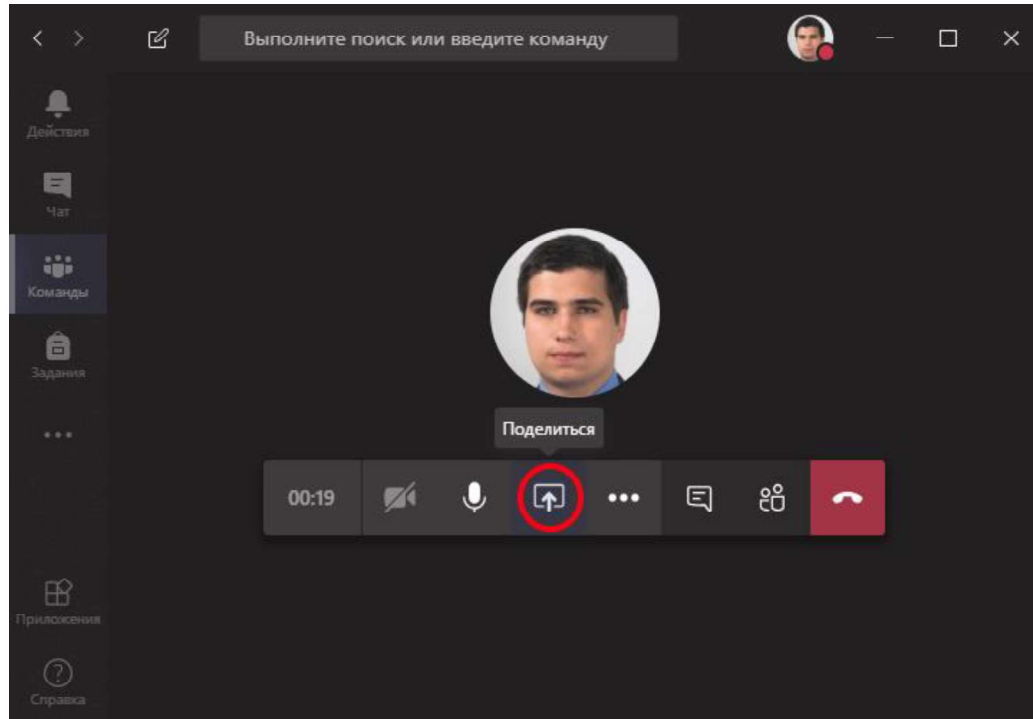 Выполните поиск или введите команду
Действия
Чат
Команды
Задания
Поделиться
00:19
Приложения
Справка